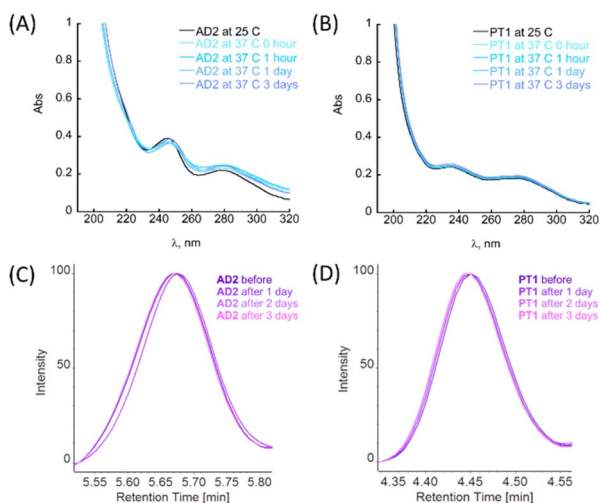 (A)
AD2 at 25 C
AD2 at 37 C 0 hour
AD2 at 37 C 1 hour
AD2 at 37 C 1 day
AD2 at 37 C 3 days
Abs
1
0.8
0.6
0.4
0.2
0
200 220 240 260 280 300 320
λ, nm
(B)
PT1 at 25 C
PT1 at 37 C 0 hour
PT1 at 37 C 1 hour
PT1 at 37 C 1 day
PT1 at 37 C 3 days
Abs
1
0.8
0.6
0.4
0.2
0
200 220 240 260 280 300 320
λ, nm
(C)
AD2 before
AD2 after 1 day
AD2 after 2 days
AD2 after 3 days
Intensity
100
50
0
5.55 5.60 5.65 5.70 5.75 5.80
Retention Time [min]
(D)
PT1 before
PT1 after 1 day
PT1 after 2 days
PT1 after 3 days
Intensity
100
50
0
4.35 4.40 4.45 4.50 4.55
Retention Time [min]